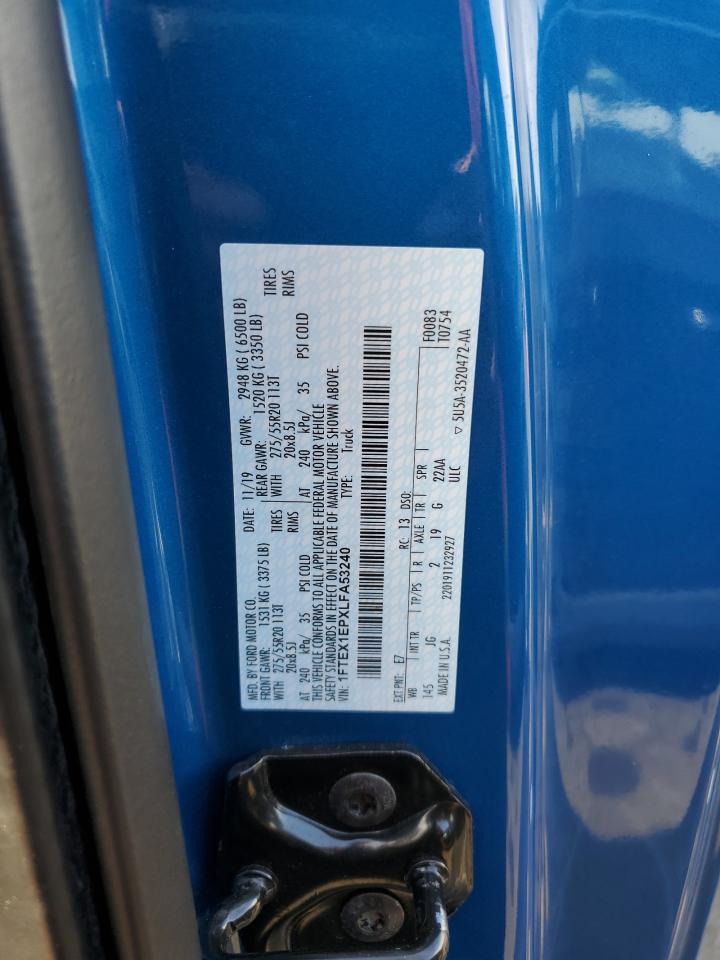 MFD. BY FORD MOTOR CO. DATE: 11/19 GVWR: 2948 KG ( 6500 LB)
FRONT GAWR: 1531 KG ( 3375 LB) REAR GAWR: 1520 KG ( 3350 LB)
WITH 275/55R20 113T TIRES WITH 275/55R20 113T TIRES
20x8.5J RIMS 20x8.5J RIMS
AT 240 kPa/ 35 PSI COLD AT 240 kPa/ 35 PSI COLD
THIS VEHICLE CONFORMS TO ALL APPLICABLE FEDERAL MOTOR VEHICLE
SAFETY STANDARDS IN EFFECT ON THE DATE OF MANUFACTURE SHOWN ABOVE.
VIN: 1FTEX1EPXLFA53240 TYPE: Truck
EXT PNT: E7 RC: 13 DSO: F0083
WB INT TR TP/PS R AXLE TR SPR T0754
145 JG 2 19 G 22AA
MADE IN U.S.A. 2201911232927 ULC
▽ 5U5A-3520472-AA